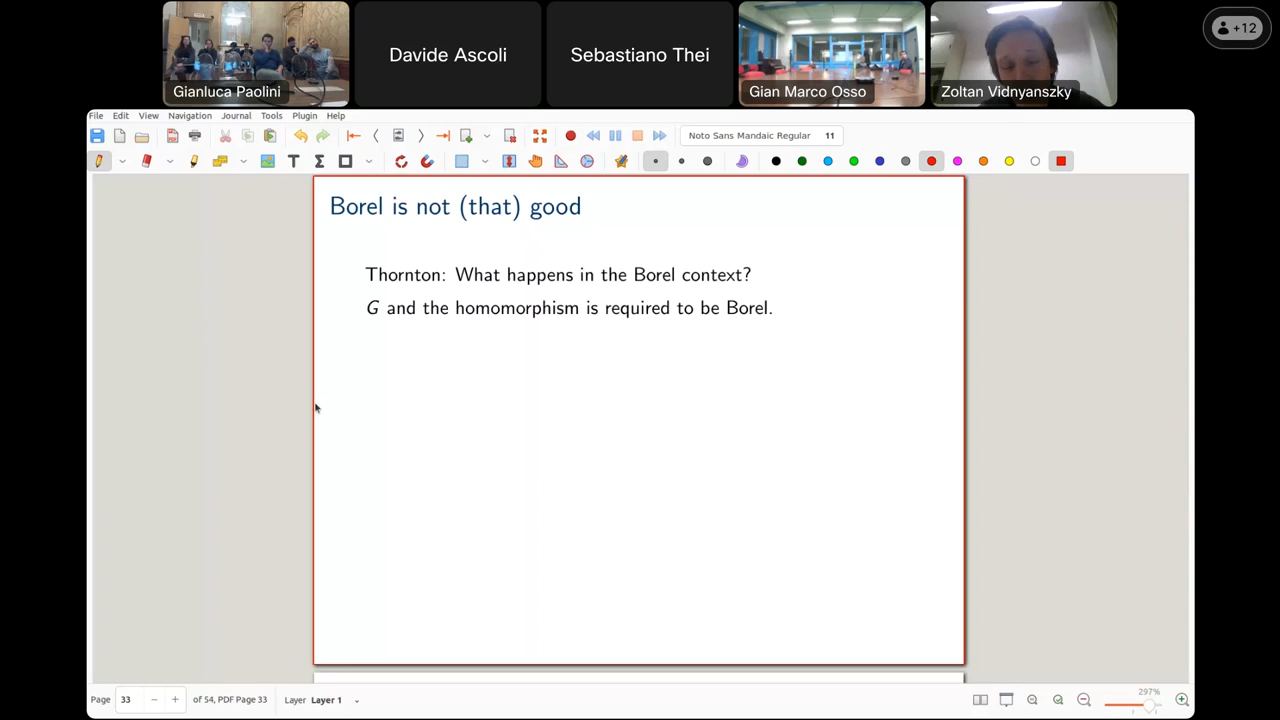 Gianluca Paolini
Davide Ascoli
Sebastiano Thei
Gian Marco Osso
Zoltan Vidnyanszky
+12
File Edit View Navigation Journal Tools Plugin Help
Noto Sans Mandaic Regular 11
Borel is not (that) good
Thornton: What happens in the Borel context?
G and the homomorphism is required to be Borel.
Page 33 − + of 54, PDF Page 33 Layer Layer 1
297%